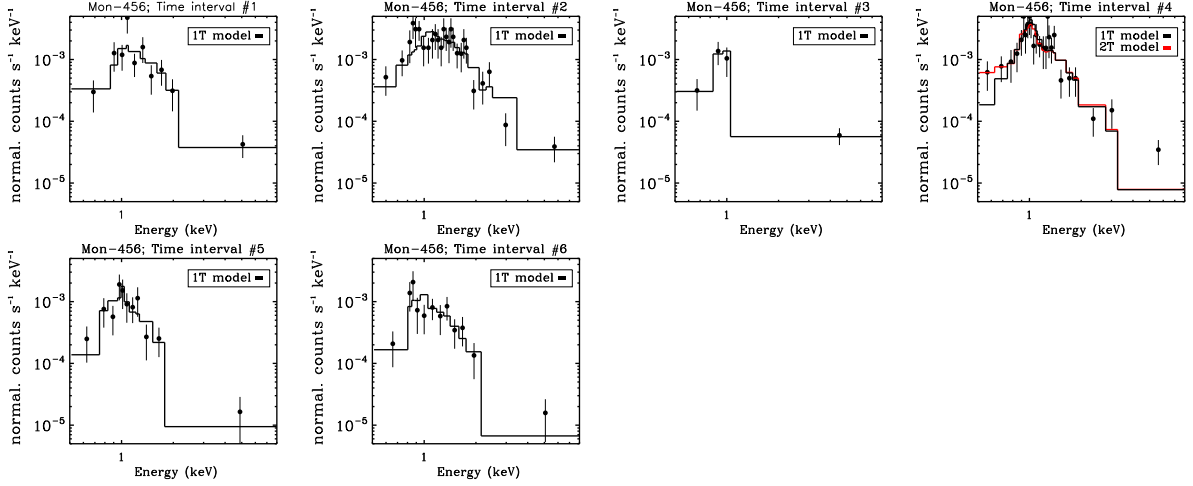 Mon-456; Time interval #1
normal. counts s⁻¹ keV⁻¹
10⁻³
10⁻⁴
10⁻⁵
1T model
1
Energy (keV)
Mon-456; Time interval #2
normal. counts s⁻¹ keV⁻¹
10⁻³
10⁻⁴
10⁻⁵
1T model
1
Energy (keV)
Mon-456; Time interval #3
normal. counts s⁻¹ keV⁻¹
10⁻³
10⁻⁴
10⁻⁵
1T model
1
Energy (keV)
Mon-456; Time interval #4
normal. counts s⁻¹ keV⁻¹
10⁻³
10⁻⁴
10⁻⁵
1T model
2T model
1
Energy (keV)
Mon-456; Time interval #5
normal. counts s⁻¹ keV⁻¹
10⁻³
10⁻⁴
10⁻⁵
1T model
1
Energy (keV)
Mon-456; Time interval #6
normal. counts s⁻¹ keV⁻¹
10⁻³
10⁻⁴
10⁻⁵
1T model
1
Energy (keV)